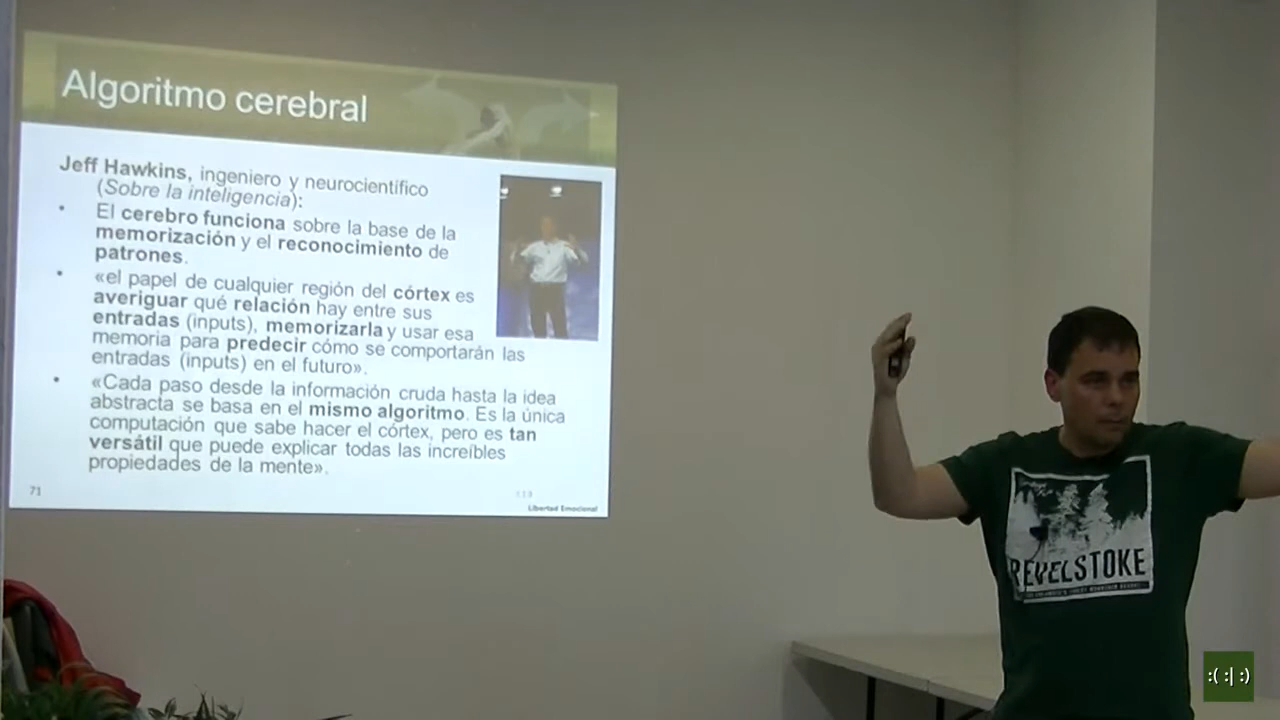 Algoritmo cerebral
Jeff Hawkins, ingeniero y neurocientífico
(Sobre la inteligencia):
• El cerebro funciona sobre la base de la
memorización y el reconocimiento de
patrones.
• «el papel de cualquier región del córtex es
averiguar qué relación hay entre sus
entradas (inputs), memorizarla y usar esa
memoria para predecir cómo se comportarán las
entradas (inputs) en el futuro».
• «Cada paso desde la información cruda hasta la idea
abstracta se basa en el mismo algoritmo. Es la única
computación que sabe hacer el córtex, pero es tan
versátil que puede explicar todas las increíbles
propiedades de la mente».
71
Libertad Emocional
REVELSTOKE
:( :| :)